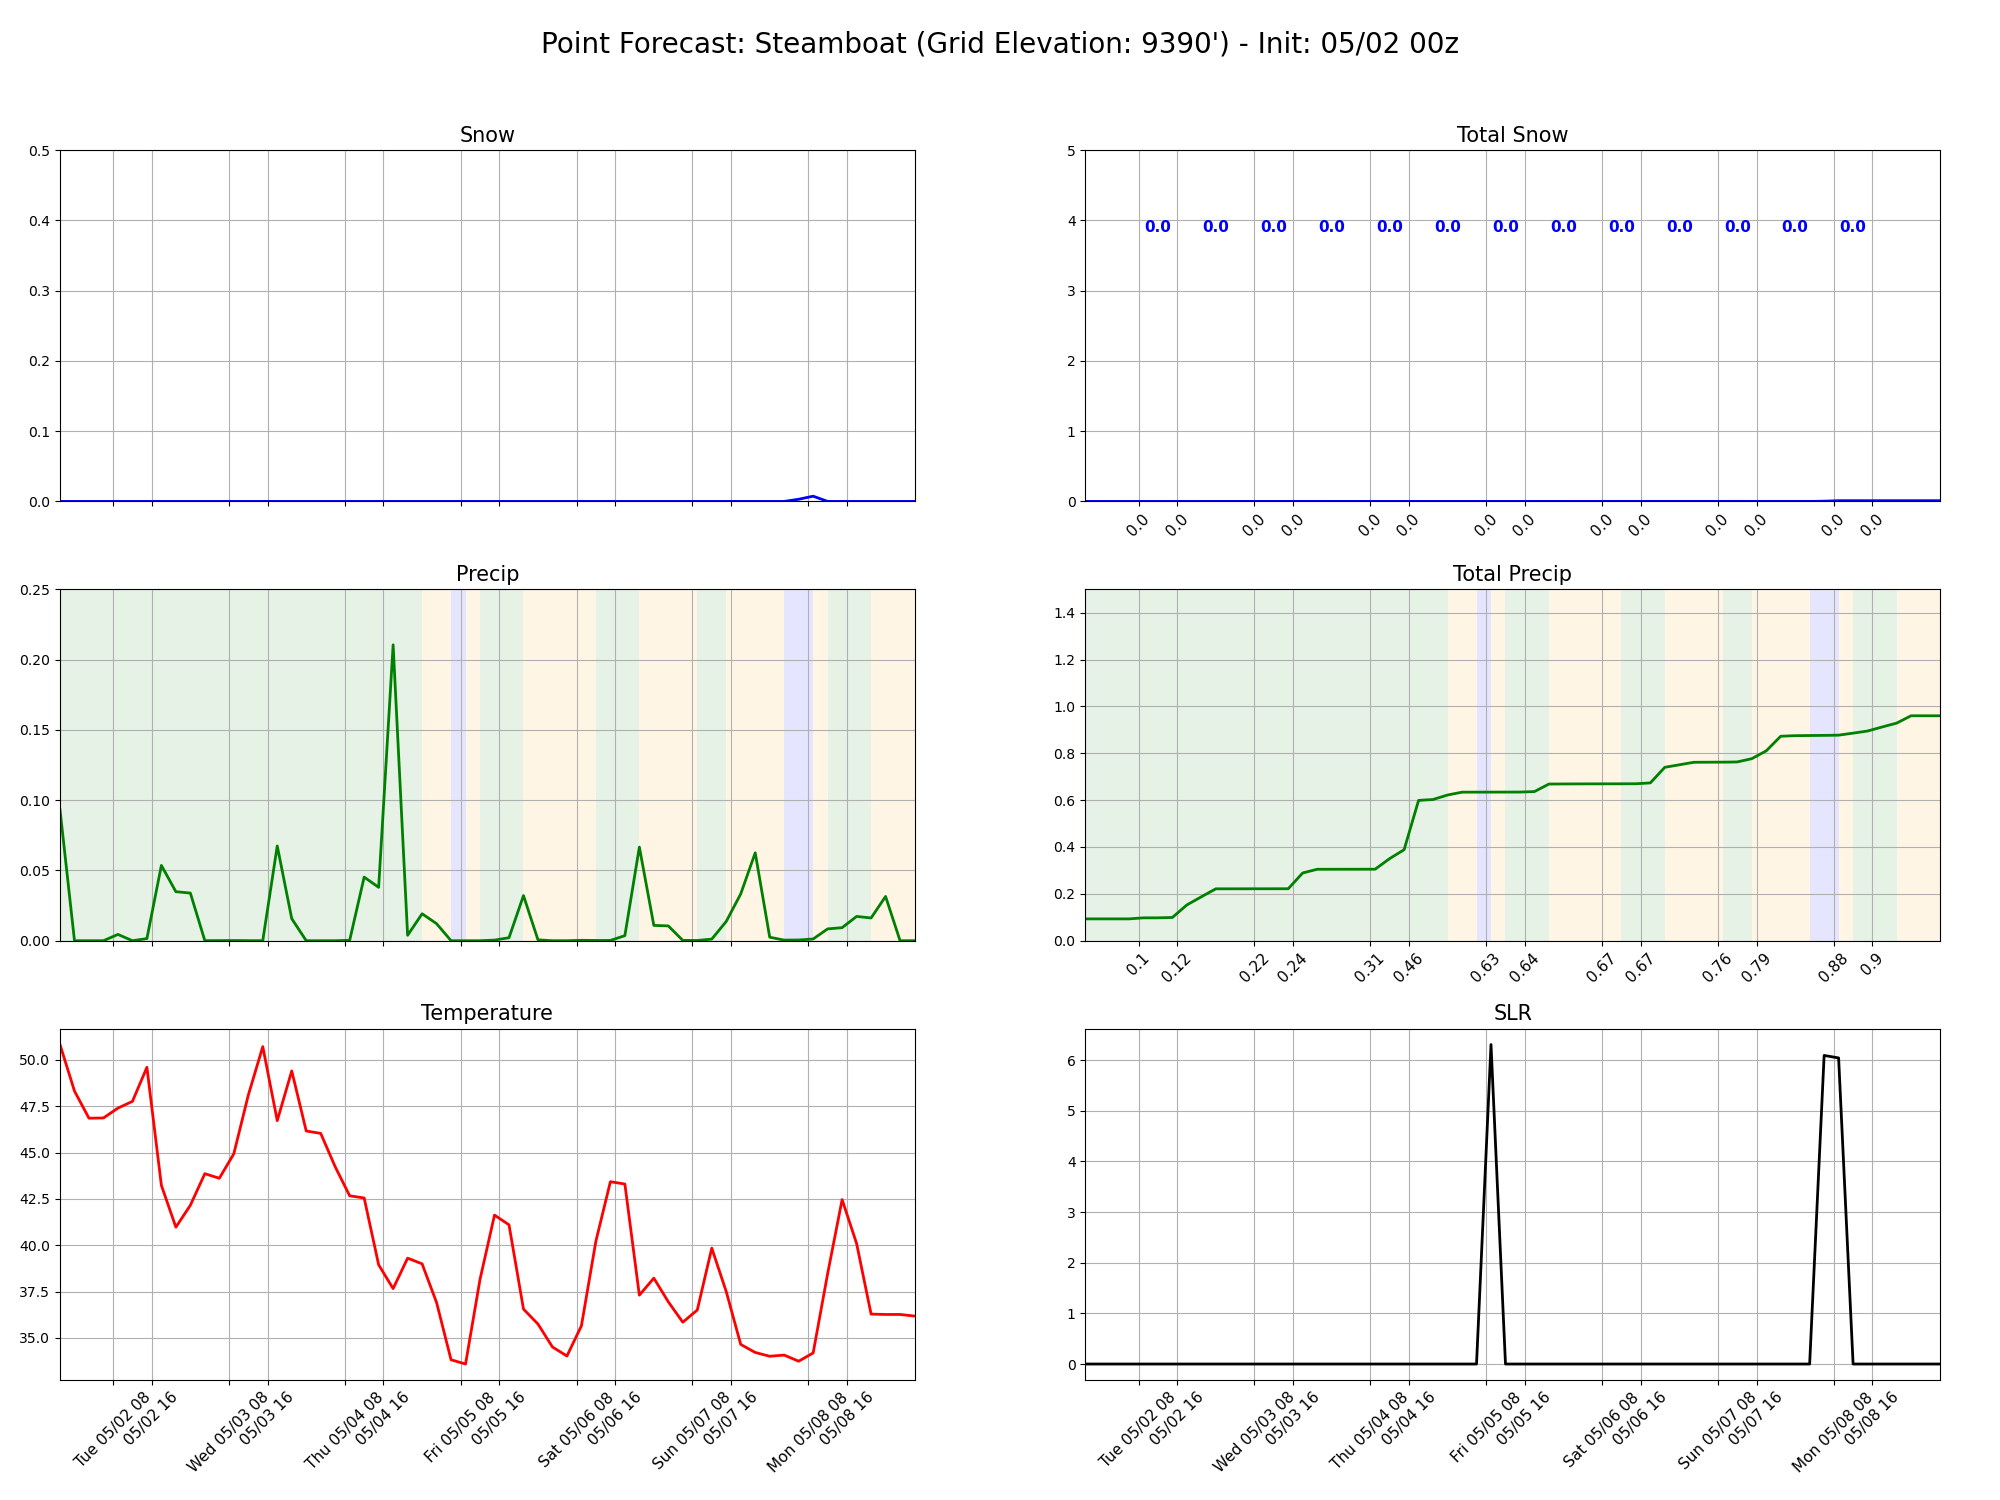 Point Forecast: Steamboat (Grid Elevation: 9390') - Init: 05/02 00z
Snow
0.5
0.4
0.3
0.2
0.1
0.0
Total Snow
5
4
3
2
1
0
0.0 0.0 0.0 0.0 0.0 0.0 0.0 0.0 0.0 0.0 0.0 0.0 0.0
0.0 0.0 0.0 0.0 0.0 0.0 0.0 0.0 0.0 0.0 0.0 0.0 0.0 0.0
Precip
0.25
0.20
0.15
0.10
0.05
0.00
Total Precip
1.4
1.2
1.0
0.8
0.6
0.4
0.2
0.0
0.1 0.12 0.22 0.24 0.31 0.46 0.63 0.64 0.67 0.67 0.76 0.79 0.88 0.9
Temperature
50.0
47.5
45.0
42.5
40.0
37.5
35.0
Tue 05/02 08
05/02 16
Wed 05/03 08
05/03 16
Thu 05/04 08
05/04 16
Fri 05/05 08
05/05 16
Sat 05/06 08
05/06 16
Sun 05/07 08
05/07 16
Mon 05/08 08
05/08 16
SLR
6
5
4
3
2
1
0
Tue 05/02 08
05/02 16
Wed 05/03 08
05/03 16
Thu 05/04 08
05/04 16
Fri 05/05 08
05/05 16
Sat 05/06 08
05/06 16
Sun 05/07 08
05/07 16
Mon 05/08 08
05/08 16